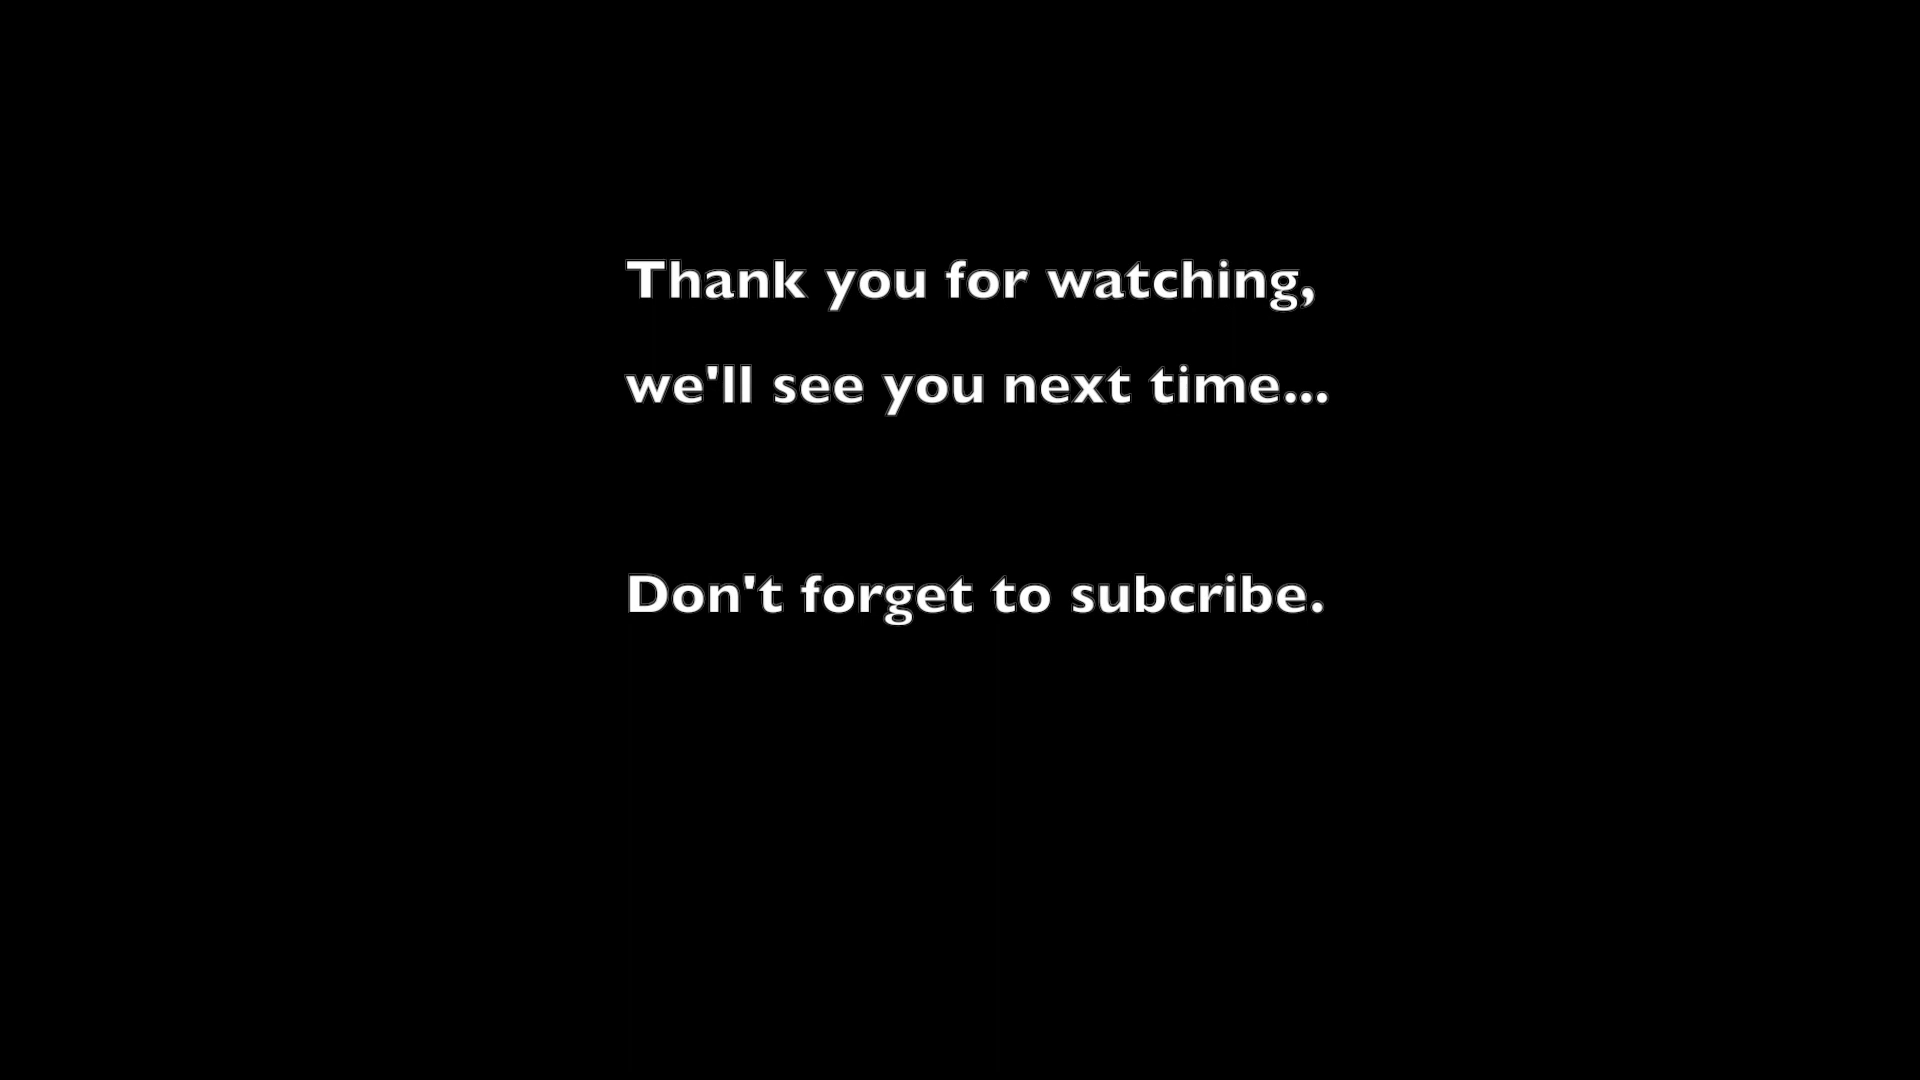 Thank you for watching,
we'll see you next time...
Don't forget to subcribe.